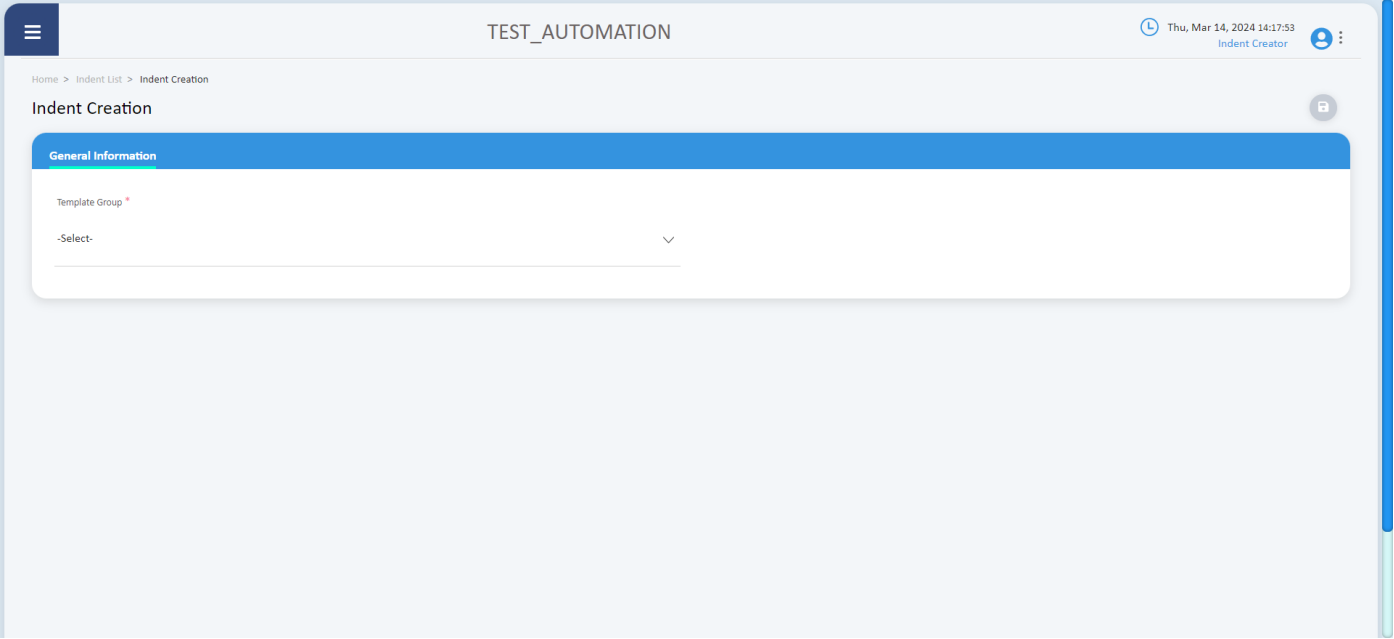 TEST_AUTOMATION
Thu, Mar 14, 2024 14:17:53
Indent Creator
Home > Indent List > Indent Creation
Indent Creation
General Information
Template Group *
-Select-